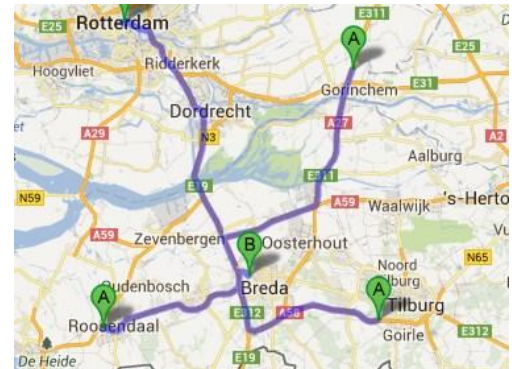 E25
Rotterdam
E311
A
E25
Ridderkerk
Hoogvliet
E31
Gorinchem
Dordrecht
A29
N3
A27
A2
Aalburg
E19
E311
N59
A59
's-Herto
Waalwijk
A59
Zevenbergen
B
Oosterhout
Vu
N65
Noord
A
Oudenbosch
Breda
A
Tilburg
Roosendaal
E312
A58
Goirle
E312
E19
De Heide